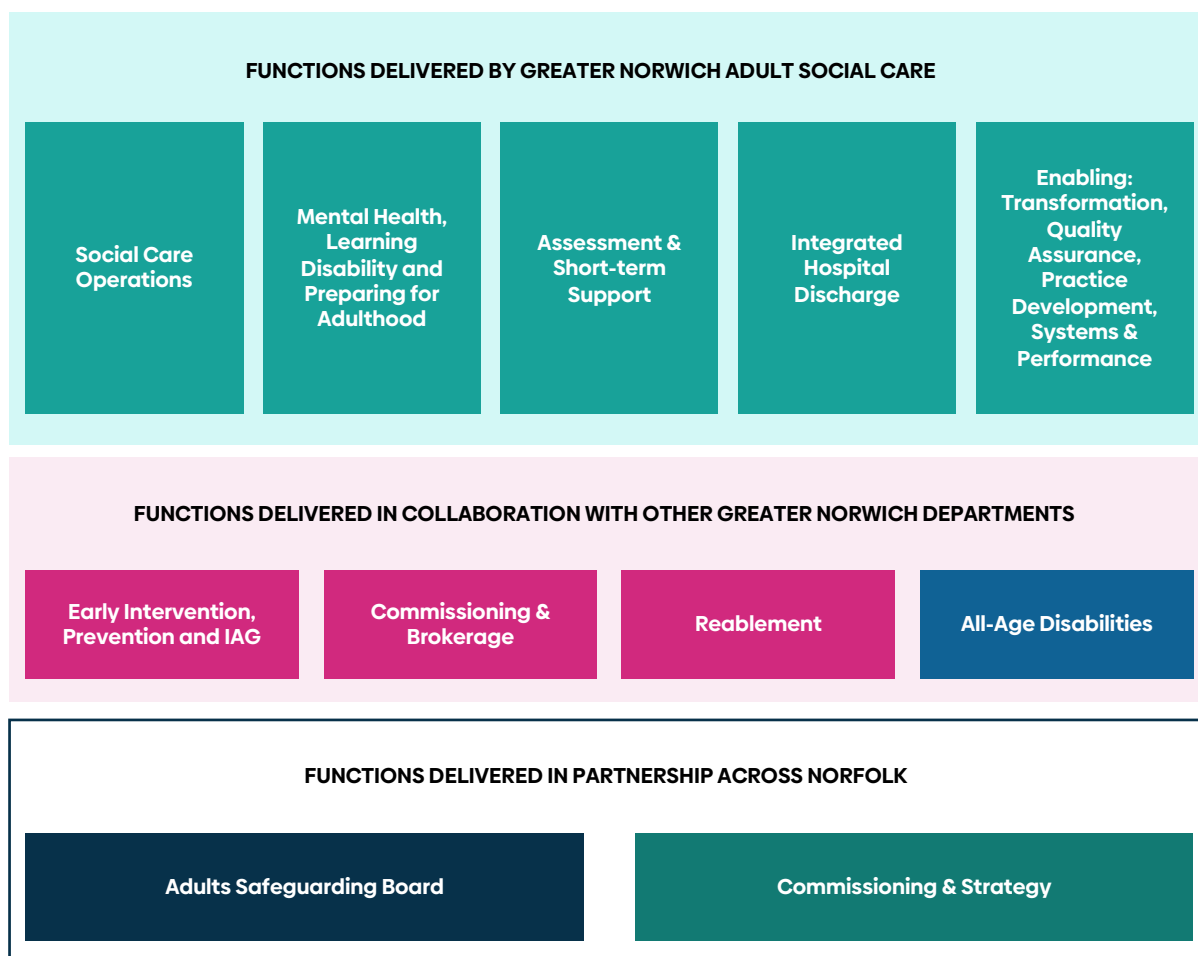 FUNCTIONS DELIVERED BY GREATER NORWICH ADULT SOCIAL CARE
Social Care
Operations
Mental Health,
Learning
Disability and
Preparing for
Adulthood
Assessment &
Short-term
Support
Integrated
Hospital
Discharge
Enabling:
Transformation,
Quality
Assurance,
Practice
Development,
Systems &
Performance
FUNCTIONS DELIVERED IN COLLABORATION WITH OTHER GREATER NORWICH DEPARTMENTS
Early Intervention,
Prevention and IAG
Commissioning &
Brokerage
Reablement
All-Age Disabilities
FUNCTIONS DELIVERED IN PARTNERSHIP ACROSS NORFOLK
Adults Safeguarding Board
Commissioning & Strategy